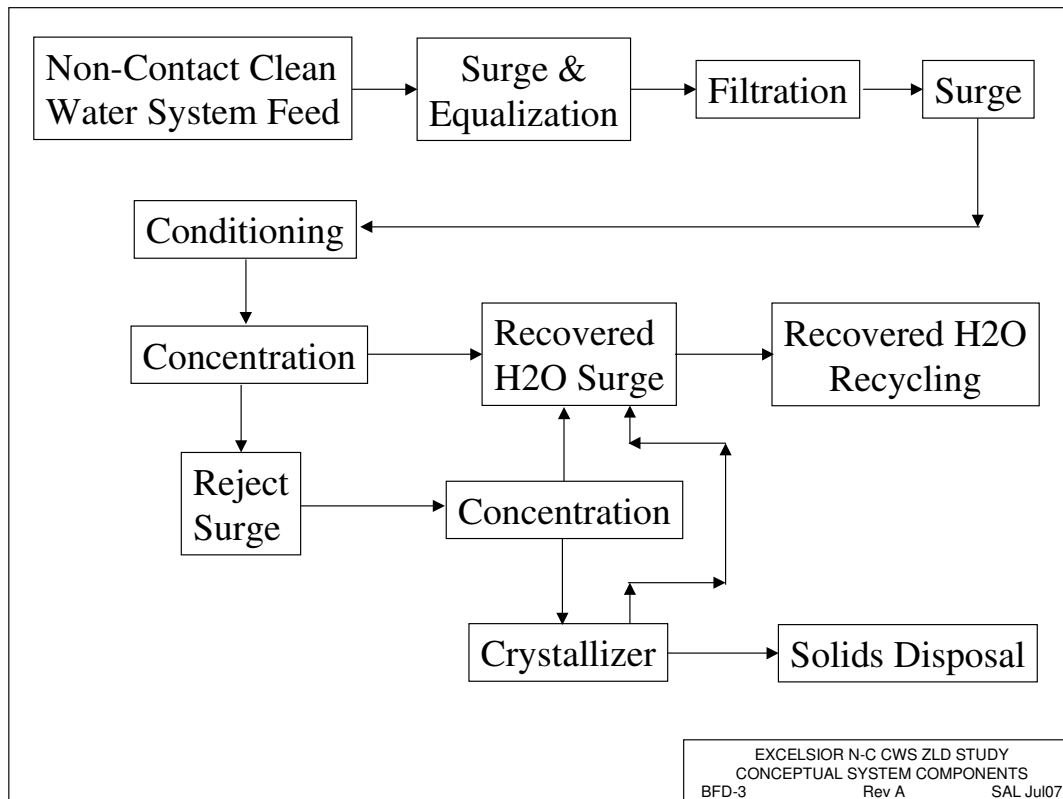 Non-Contact Clean
Water System Feed
Surge &
Equalization
Filtration
Surge
Conditioning
Concentration
Recovered
H2O Surge
Recovered H2O
Recycling
Reject
Surge
Concentration
Crystallizer
Solids Disposal
EXCELSIOR N-C CWS ZLD STUDY
CONCEPTUAL SYSTEM COMPONENTS
BFD-3 Rev A SAL Jul07